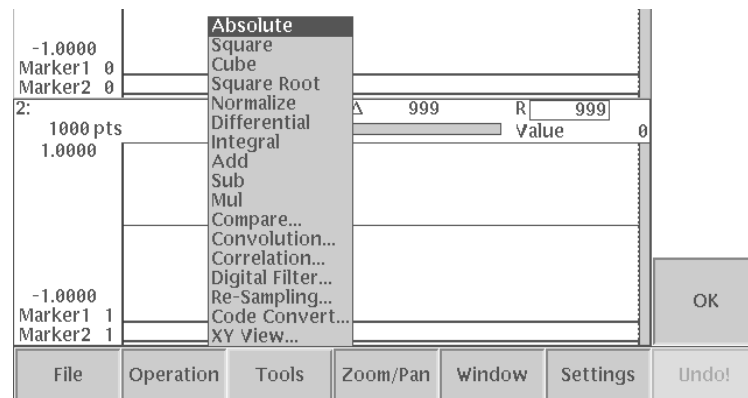 Absolute
Square
Cube
Square Root
Normalize
Differential
Integral
Add
Sub
Mul
Compare...
Convolution...
Correlation...
Digital Filter...
Re-Sampling...
Code Convert...
XY View...
-1.0000
Marker1 0
Marker2 0
2: Δ 999 R 999
1000 pts Value 0
1.0000
-1.0000
Marker1 1
Marker2 1
OK
File Operation Tools Zoom/Pan Window Settings Undo!